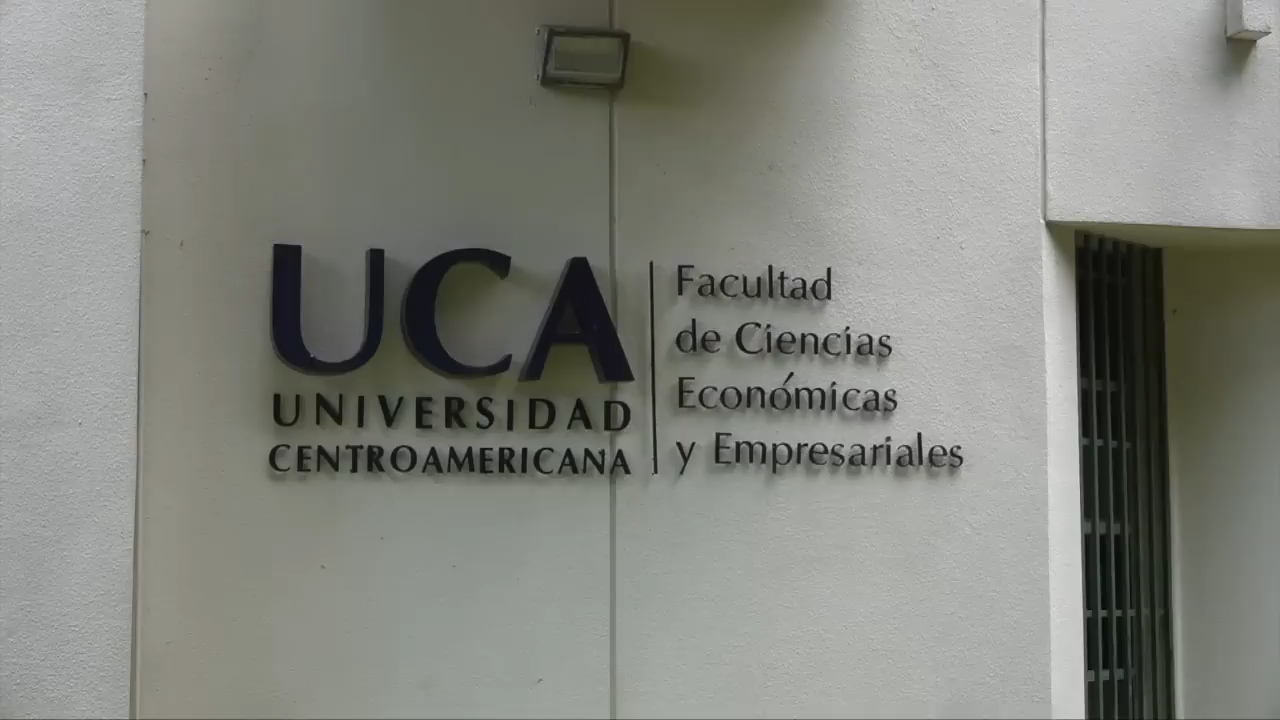 UCA
UNIVERSIDAD
CENTROAMERICANA
Facultad
de Ciencias
Económicas
y Empresariales